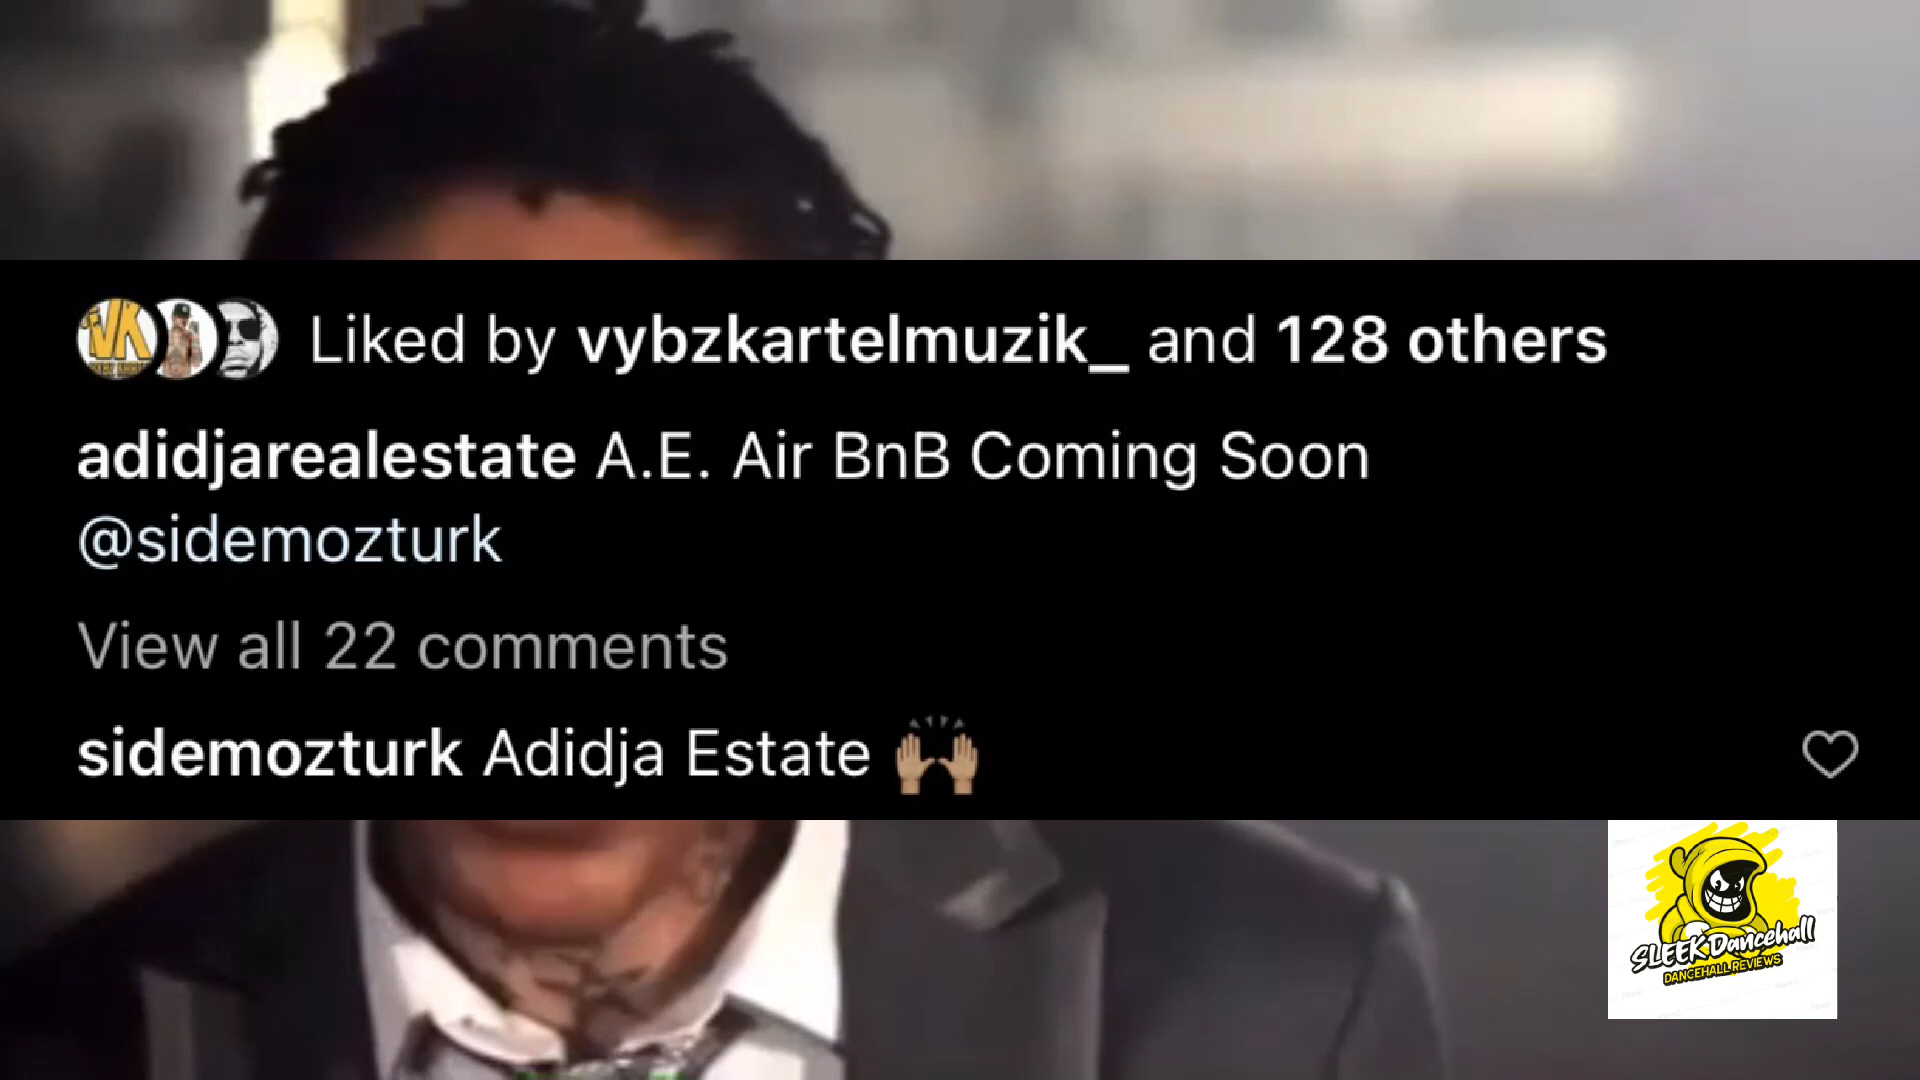 VK
Liked by vybzkartelmuzik_ and 128 others
adidjarealestate A.E. Air BnB Coming Soon
@sidemozturk
View all 22 comments
sidemozturk Adidja Estate 🙌🏽
SLEEK Dancehall
DANCEHALL REVIEWS